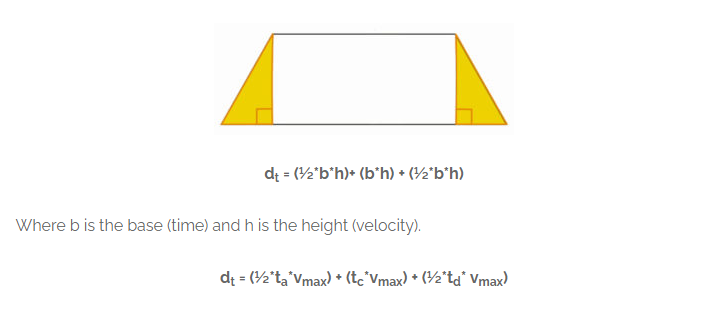 dt = (½*b*h)+ (b*h) + (½*b*h)
Where b is the base (time) and h is the height (velocity).
dt = (½*ta*vmax) + (tc*vmax) + (½*td* vmax)